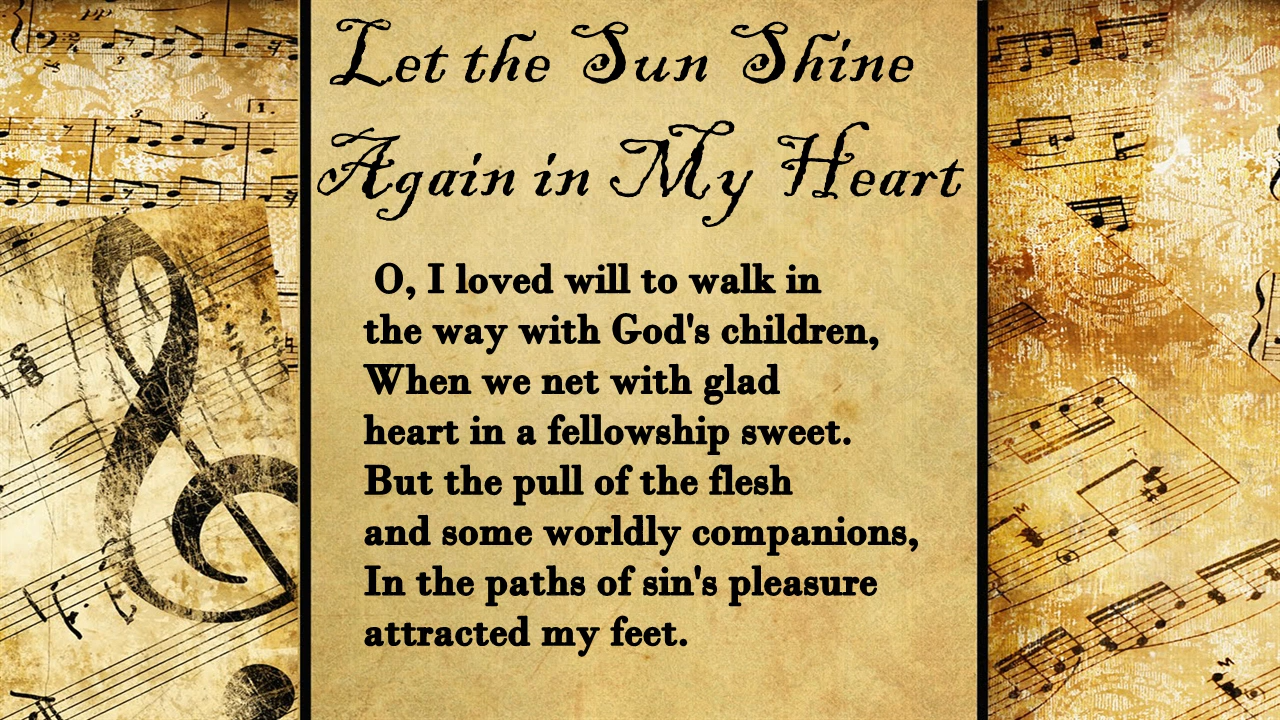 Let the Sun Shine
Again in My Heart
O, I loved will to walk in
the way with God's children,
When we net with glad
heart in a fellowship sweet.
But the pull of the flesh
and some worldly companions,
In the paths of sin's pleasure
attracted my feet.